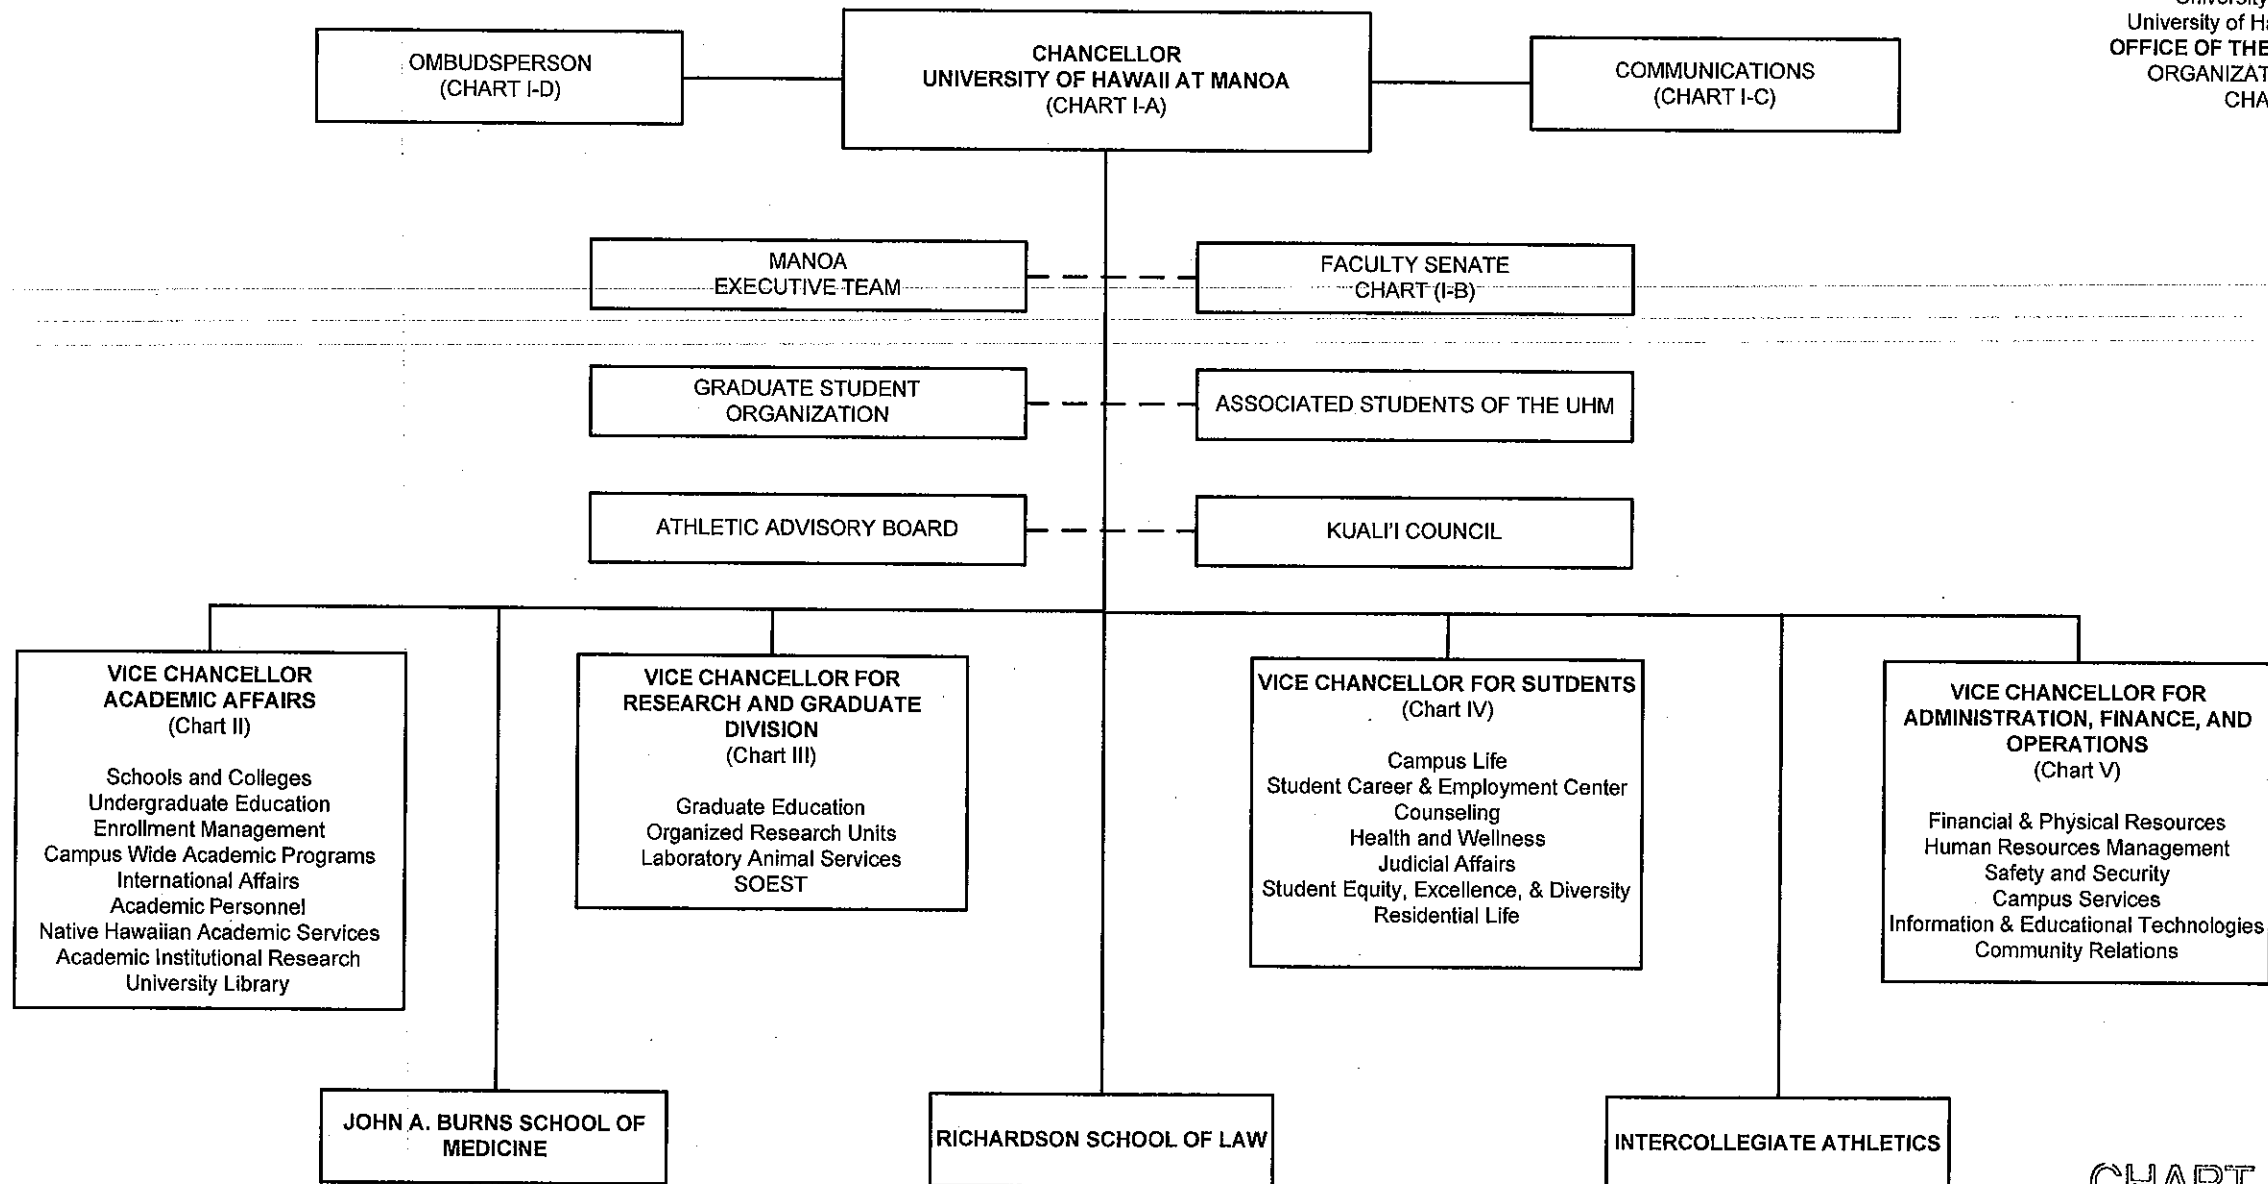 University
University of Ha
OFFICE OF THE
ORGANIZAT
CHA
OMBUDSPERSON
(CHART I-D)
CHANCELLOR
UNIVERSITY OF HAWAII AT MANOA
(CHART I-A)
COMMUNICATIONS
(CHART I-C)
MANOA
EXECUTIVE TEAM
FACULTY SENATE
CHART (I-B)
GRADUATE STUDENT
ORGANIZATION
ASSOCIATED STUDENTS OF THE UHM
ATHLETIC ADVISORY BOARD
KUALI'I COUNCIL
VICE CHANCELLOR
ACADEMIC AFFAIRS
(Chart II)
Schools and Colleges
Undergraduate Education
Enrollment Management
Campus Wide Academic Programs
International Affairs
Academic Personnel
Native Hawaiian Academic Services
Academic Institutional Research
University Library
VICE CHANCELLOR FOR
RESEARCH AND GRADUATE
DIVISION
(Chart III)
Graduate Education
Organized Research Units
Laboratory Animal Services
SOEST
VICE CHANCELLOR FOR SUTDENTS
(Chart IV)
Campus Life
Student Career & Employment Center
Counseling
Health and Wellness
Judicial Affairs
Student Equity, Excellence, & Diversity
Residential Life
VICE CHANCELLOR FOR
ADMINISTRATION, FINANCE, AND
OPERATIONS
(Chart V)
Financial & Physical Resources
Human Resources Management
Safety and Security
Campus Services
Information & Educational Technologies
Community Relations
JOHN A. BURNS SCHOOL OF
MEDICINE
RICHARDSON SCHOOL OF LAW
INTERCOLLEGIATE ATHLETICS
CHART